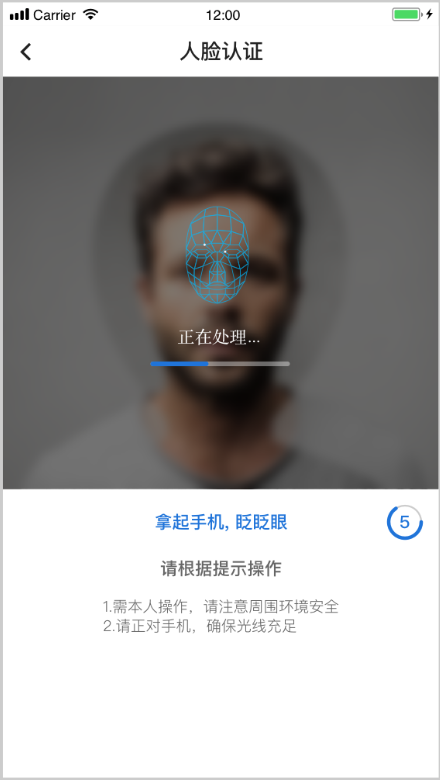 Carrier 12:00
人脸认证
正在处理...
拿起手机, 眨眨眼
5
请根据提示操作
1.需本人操作，请注意周围环境安全
2.请正对手机，确保光线充足